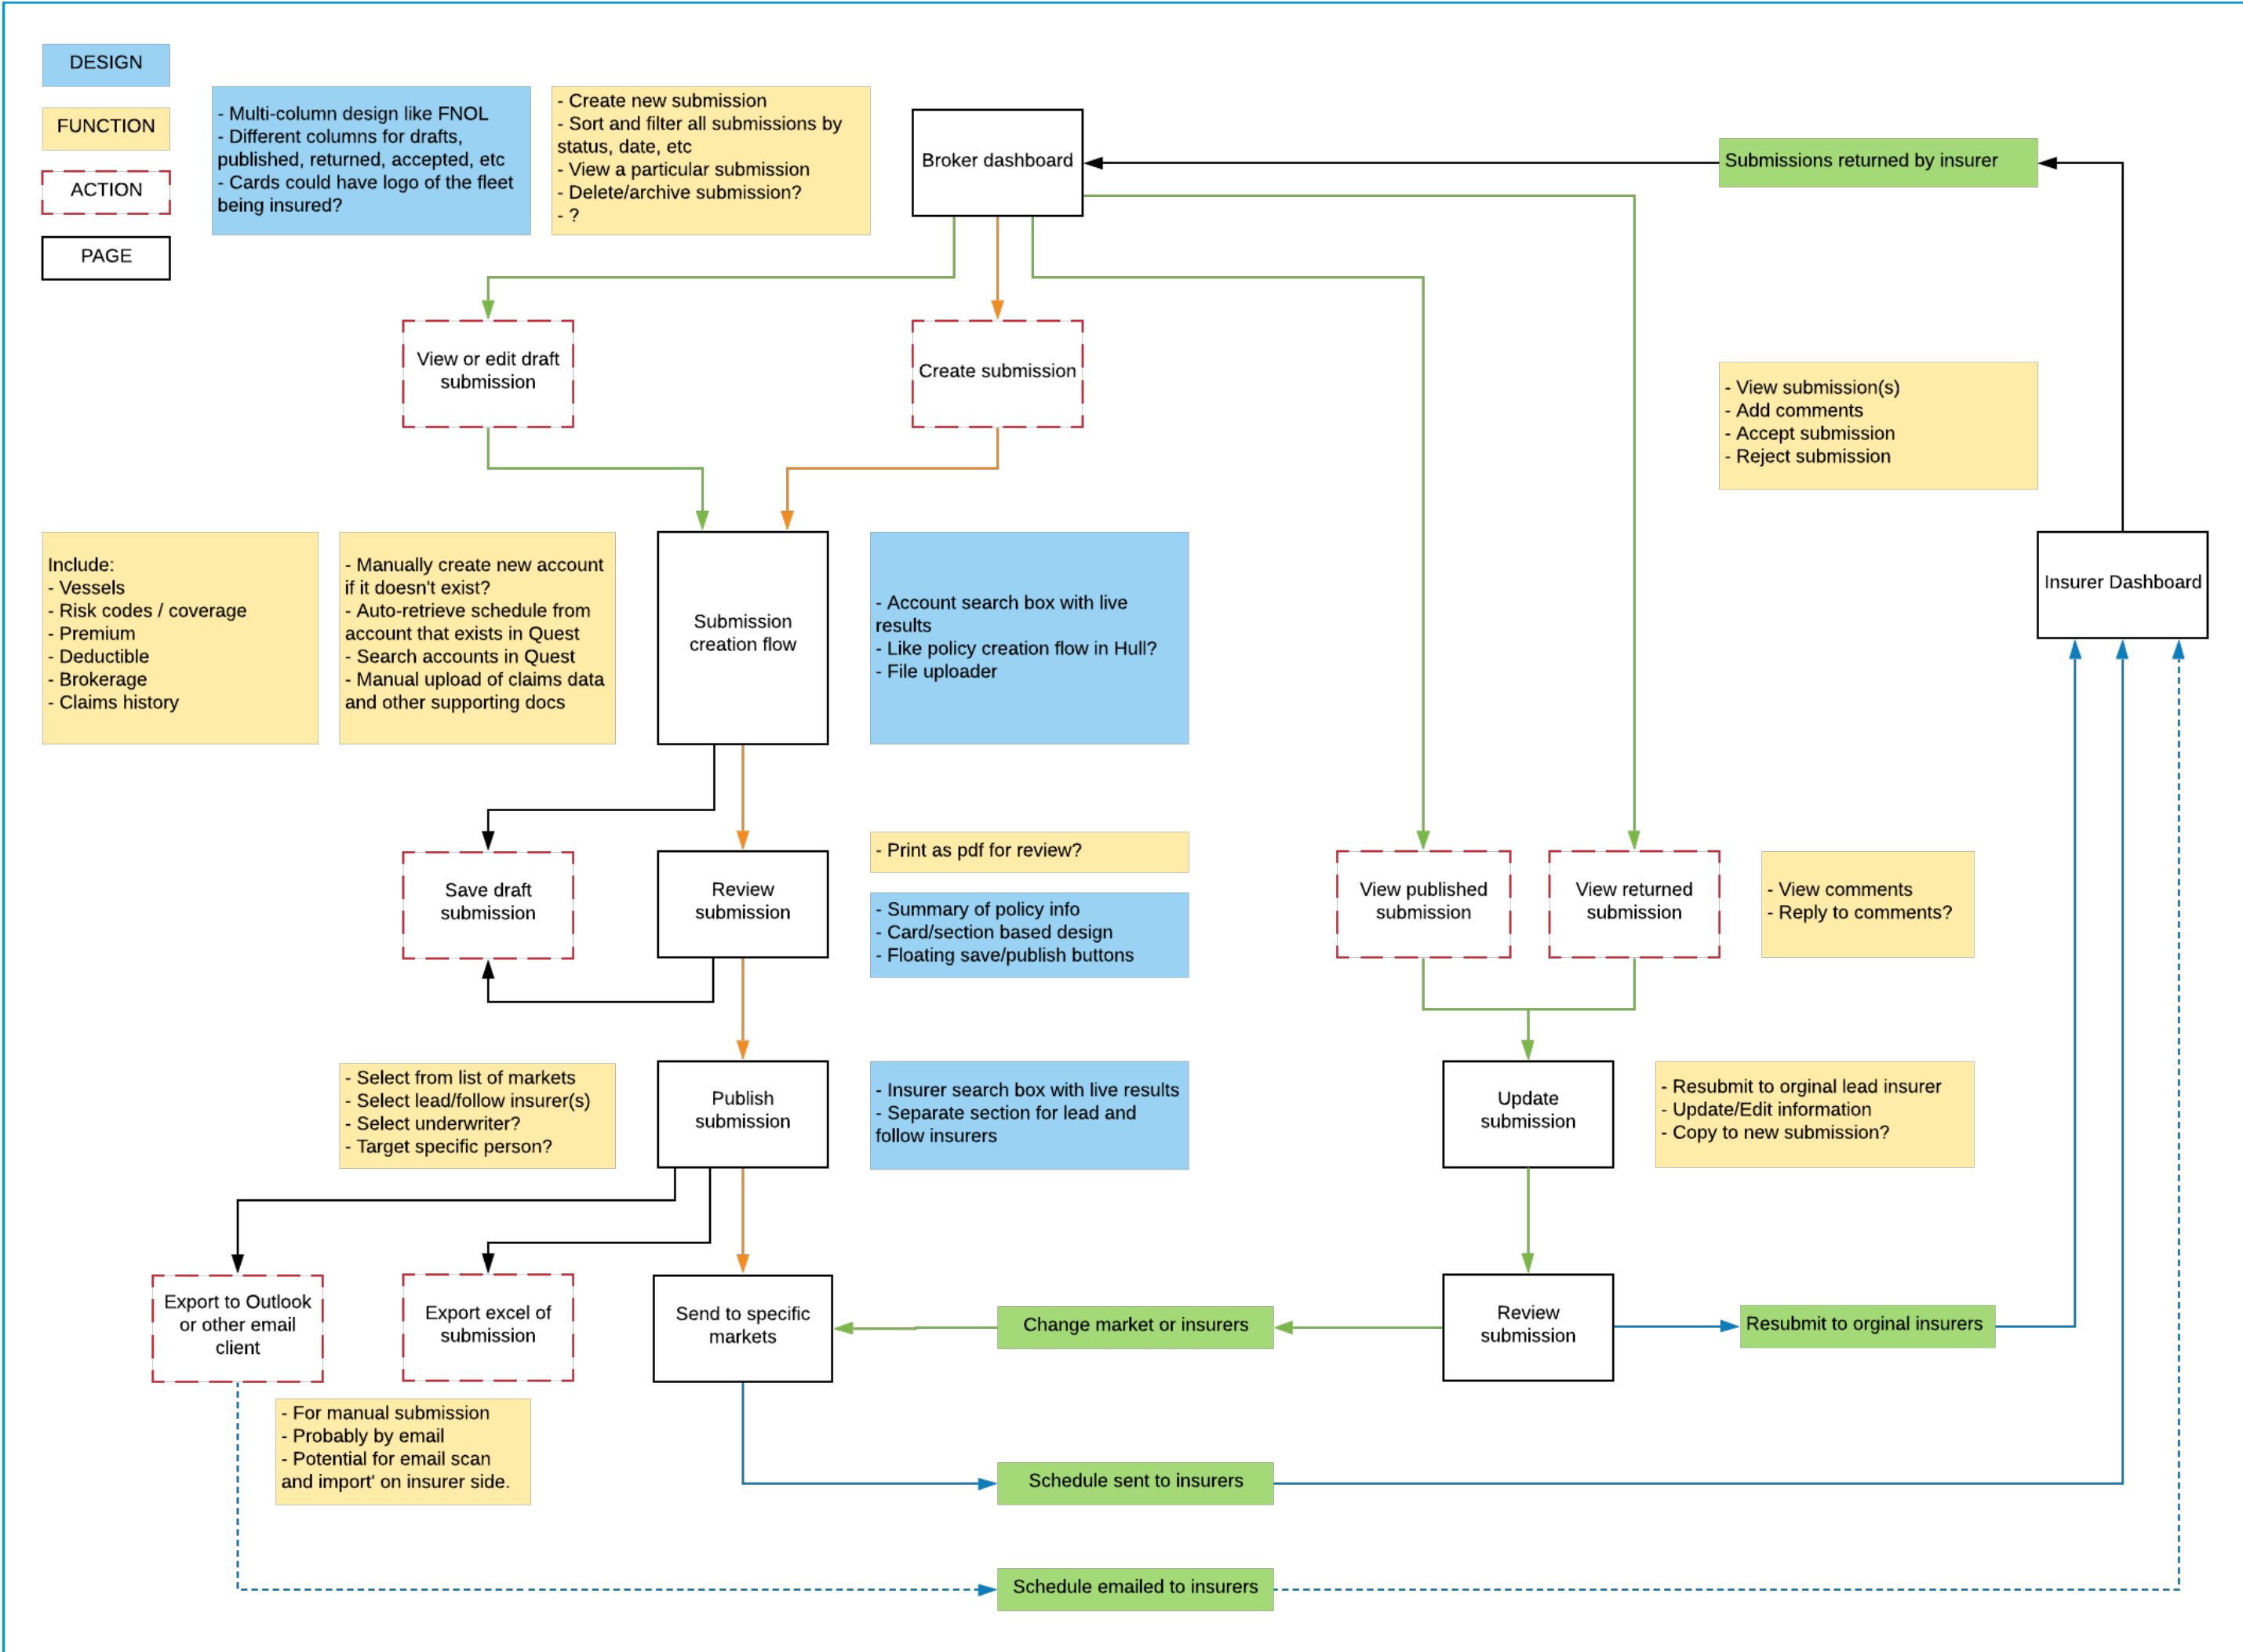 DESIGN
FUNCTION
ACTION
PAGE
- Multi-column design like FNOL
- Different columns for drafts,
published, returned, accepted, etc
- Cards could have logo of the fleet
being insured?
- Create new submission
- Sort and filter all submissions by
status, date, etc
- View a particular submission
- Delete/archive submission?
- ?
Broker dashboard
Submissions returned by insurer
View or edit draft
submission
Create submission
- View submission(s)
- Add comments
- Accept submission
- Reject submission
Include:
- Vessels
- Risk codes / coverage
- Premium
- Deductible
- Brokerage
- Claims history
- Manually create new account
if it doesn't exist?
- Auto-retrieve schedule from
account that exists in Quest
- Search accounts in Quest
- Manual upload of claims data
and other supporting docs
Submission
creation flow
- Account search box with live
results
- Like policy creation flow in Hull?
- File uploader
Insurer Dashboard
Save draft
submission
Review
submission
- Print as pdf for review?
- Summary of policy info
- Card/section based design
- Floating save/publish buttons
View published
submission
View returned
submission
- View comments
- Reply to comments?
- Select from list of markets
- Select lead/follow insurer(s)
- Select underwriter?
- Target specific person?
Publish
submission
- Insurer search box with live results
- Separate section for lead and
follow insurers
Update
submission
- Resubmit to orginal lead insurer
- Update/Edit information
- Copy to new submission?
Export to Outlook
or other email
client
Export excel of
submission
Send to specific
markets
Change market or insurers
Review
submission
Resubmit to orginal insurers
- For manual submission
- Probably by email
- Potential for email scan
and import' on insurer side.
Schedule sent to insurers
Schedule emailed to insurers